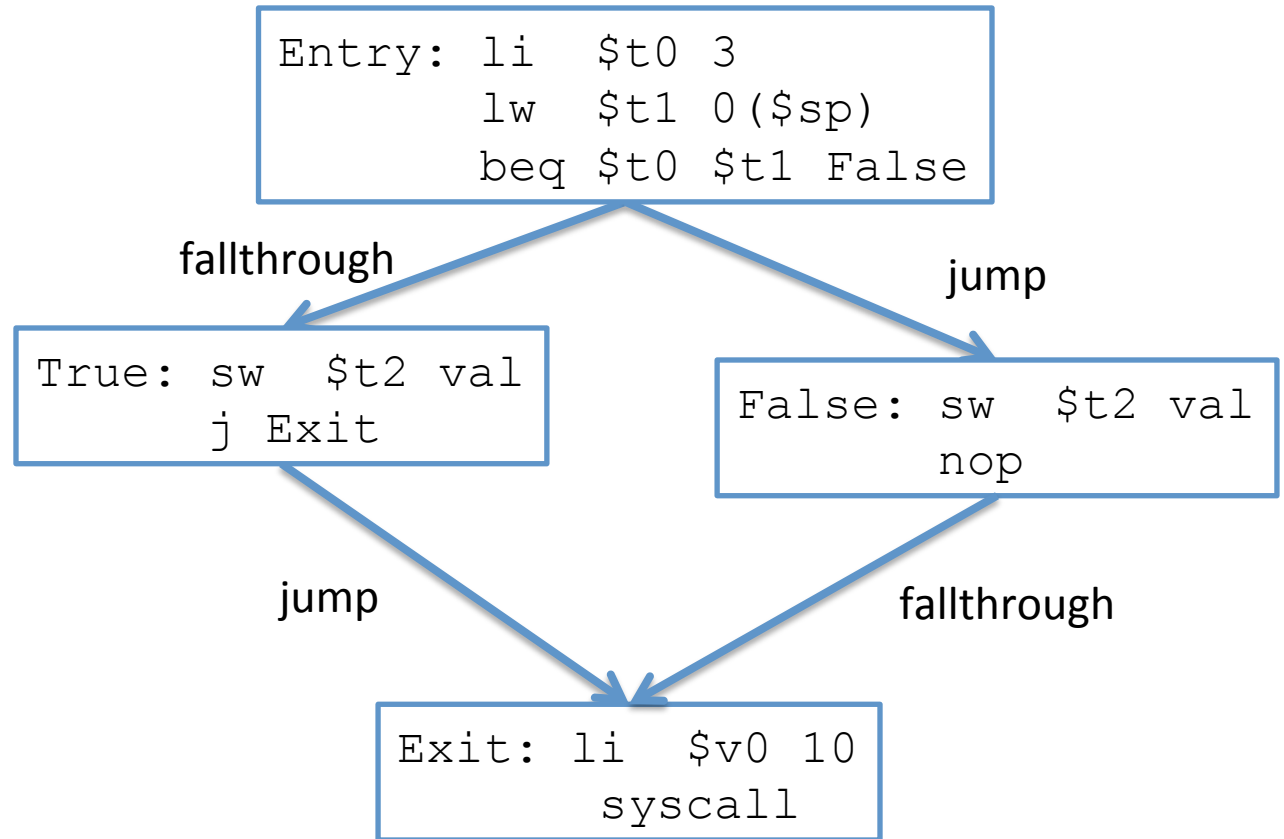 Entry: li $t0 3
lw $t1 0($sp)
beq $t0 $t1 False
fallthrough
jump
True: sw $t2 val
j Exit
False: sw $t2 val
nop
jump
fallthrough
Exit: li $v0 10
syscall